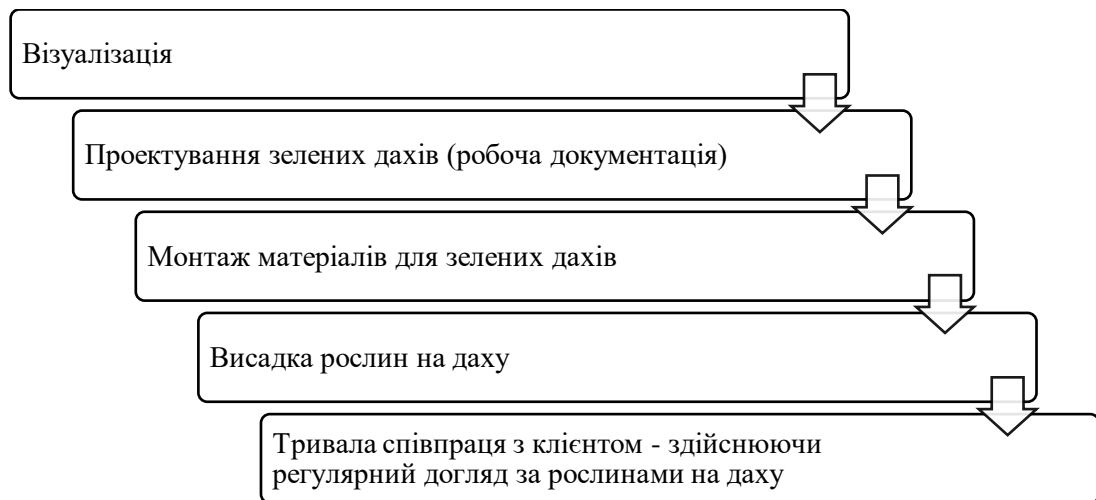 Візуалізація
Проектування зелених дахів (робоча документація)
Монтаж матеріалів для зелених дахів
Висадка рослин на даху
Тривала співпраця з клієнтом - здійснюючи
регулярний догляд за рослинами на даху